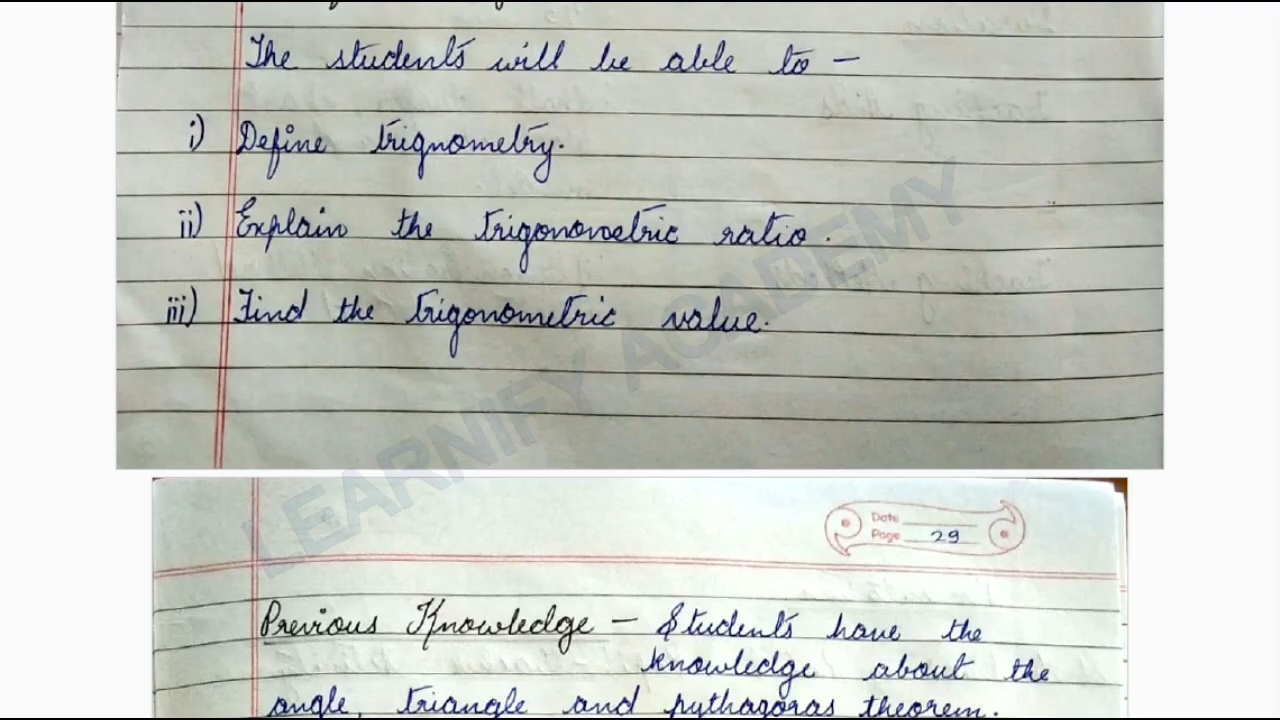 The students will be able to –
i) Define trignometry.
ii) Explain the trigonometric ratio.
iii) Find the trigonometric value.
LEARNIFY ACADEMY
Date
Page 29
Previous Knowledge – Students have the
knowledge about the
angle, triangle and pythagoras theorem.